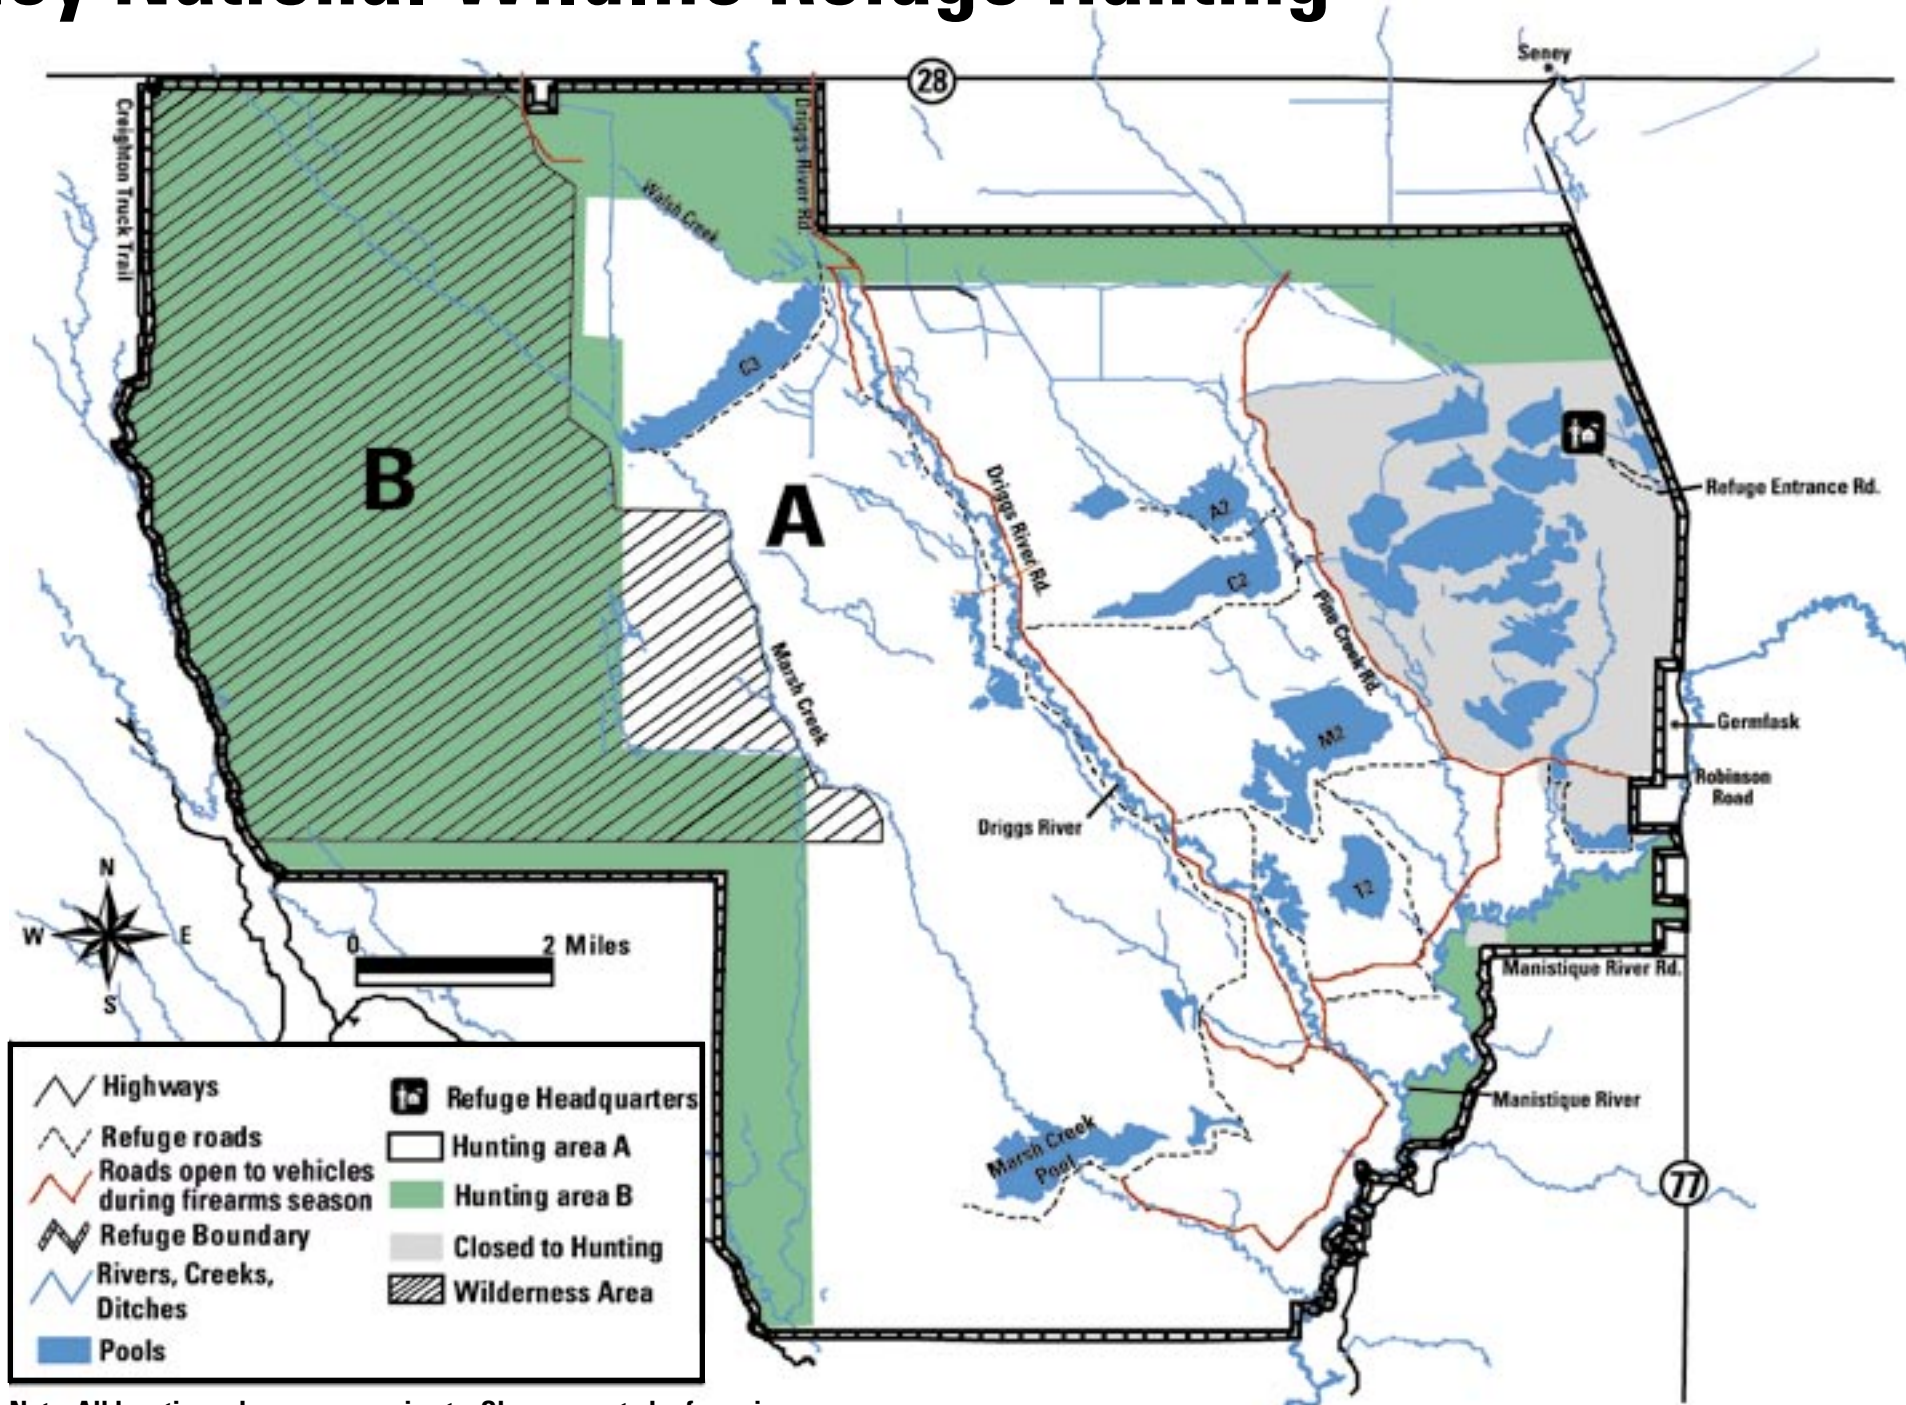 National Wildlife Refuge Hunting
Seney
28
Creighton Truck Trail
Driggs River Rd.
Walsh Creek
C3
B
A
Driggs River Rd.
A2
C2
Refuge Entrance Rd.
Pine Creek Rd.
Marsh Creek
M2
Germfask
Robinson
Road
Driggs River
T2
N
W
E
S
0
2 Miles
Manistique River Rd.
Manistique River
Marsh Creek
Pool
77
Highways
Refuge roads
Roads open to vehicles
during firearms season
Refuge Boundary
Rivers, Creeks,
Ditches
Pools
Refuge Headquarters
Hunting area A
Hunting area B
Closed to Hunting
Wilderness Area